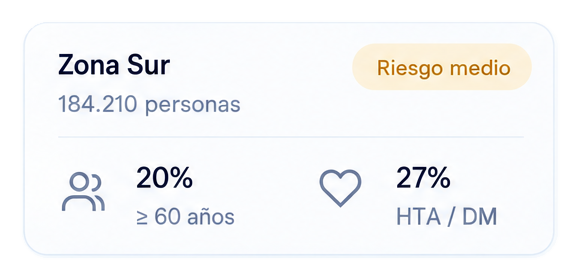 Zona Sur
Riesgo medio
184.210 personas
20%
≥ 60 años
27%
HTA / DM